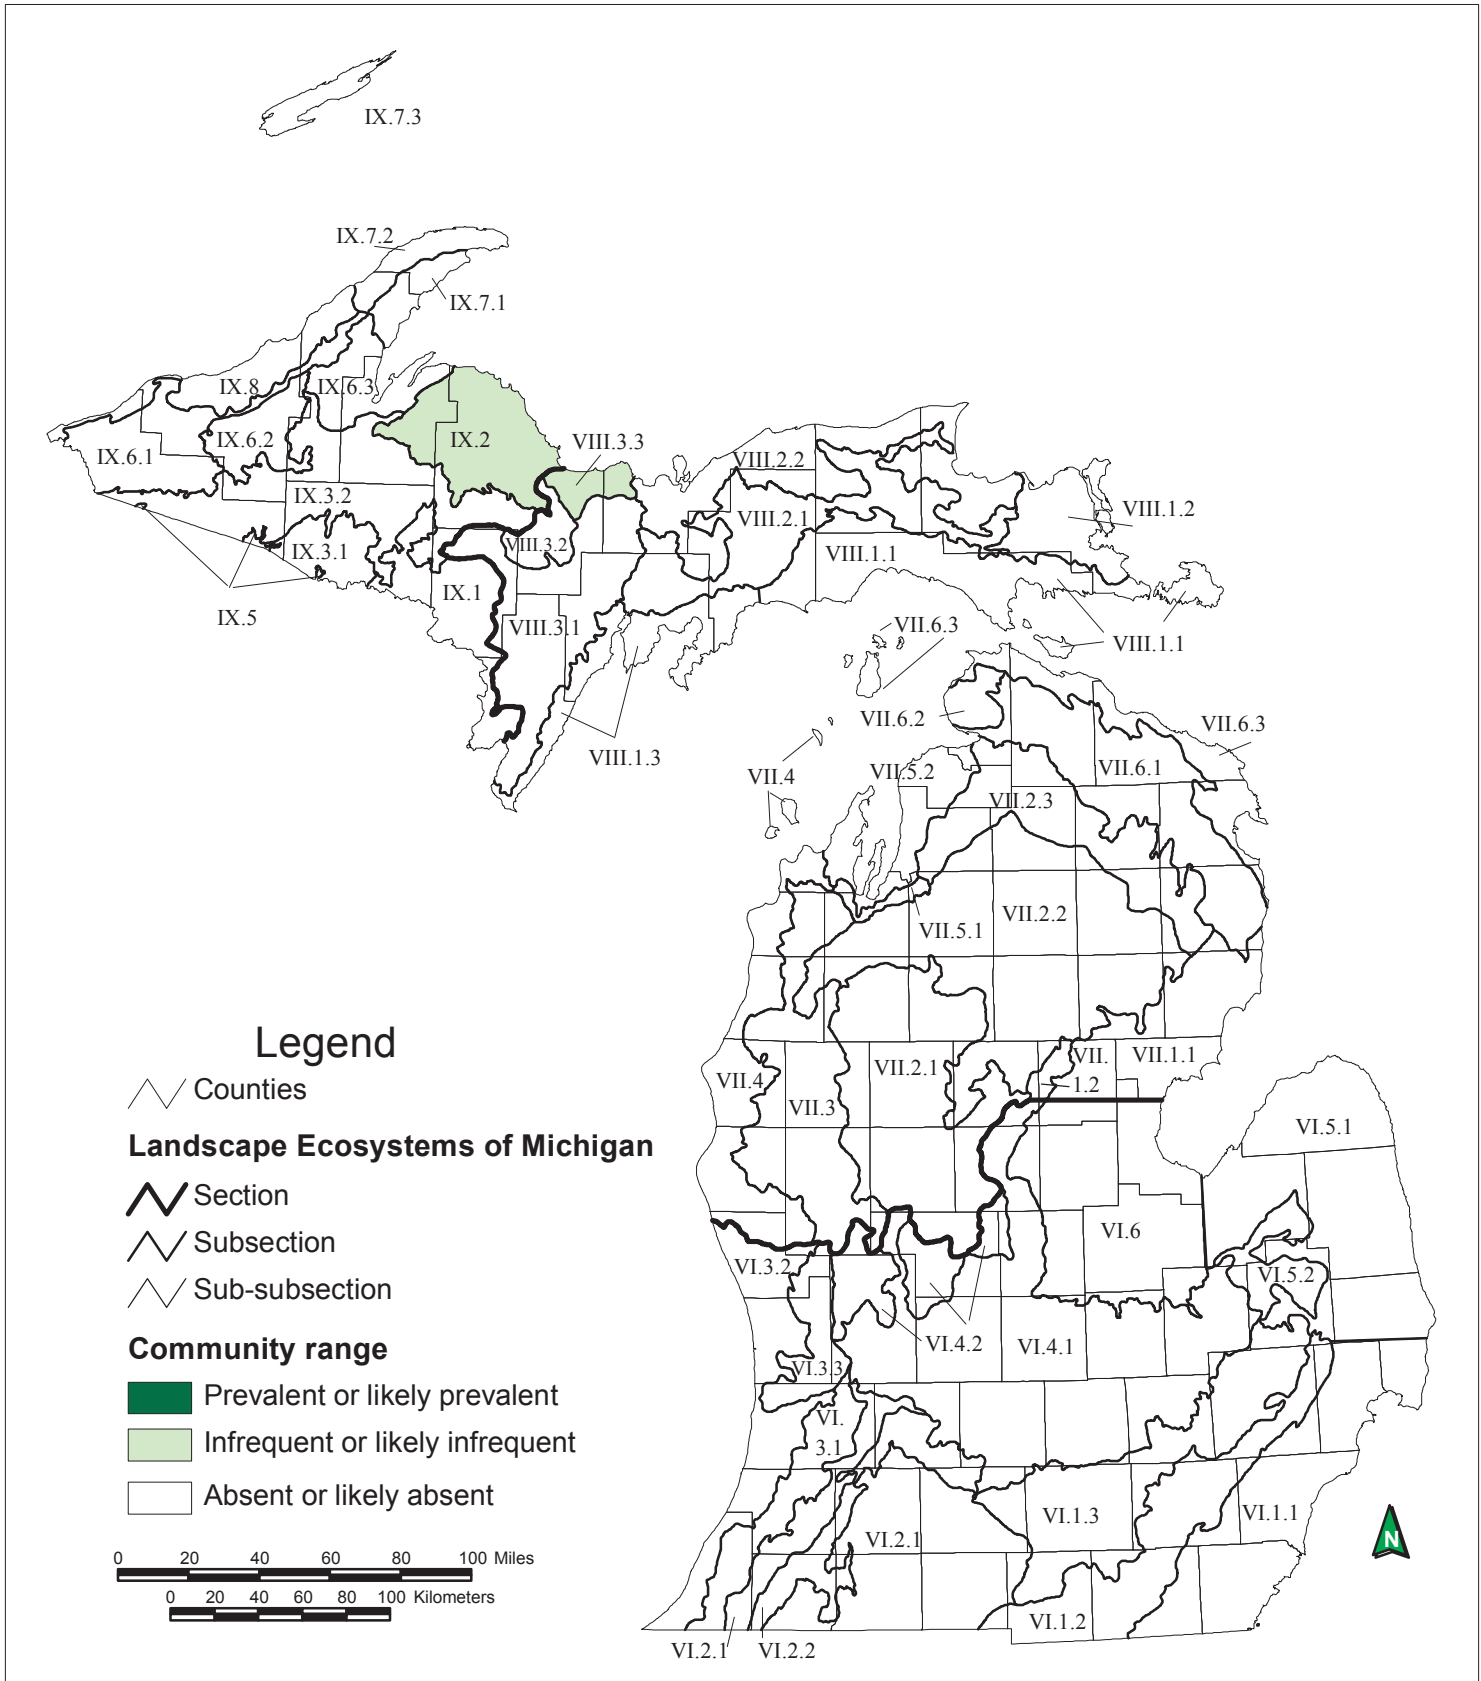 IX.7.3
IX.7.2
IX.7.1
IX.8
IX.6.3
IX.6.2
IX.2
VIII.3.3
IX.6.1
VIII.2.2
IX.3.2
VIII.2.1
VIII.1.2
IX.3.1
VIII.3.2
VIII.1.1
IX.1
IX.5
VIII.3.1
VII.6.3
VIII.1.1
VII.6.2
VII.6.3
VIII.1.3
VII.4
VII.5.2
VII.6.1
VII.2.3
VII.2.2
VII.5.1
VII.4
VII.3
VII.2.1
VII.
1.2
VII.1.1
VI.5.1
VI.6
VI.3.2
VI.5.2
VI.4.2
VI.4.1
VI.3.3
VI.
3.1
VI.1.3
VI.1.1
VI.2.1
VI.1.2
VI.2.1
VI.2.2
Legend
Counties
Landscape Ecosystems of Michigan
Section
Subsection
Sub-subsection
Community range
Prevalent or likely prevalent
Infrequent or likely infrequent
Absent or likely absent
0 20 40 60 80 100 Miles
0 20 40 60 80 100 Kilometers
N